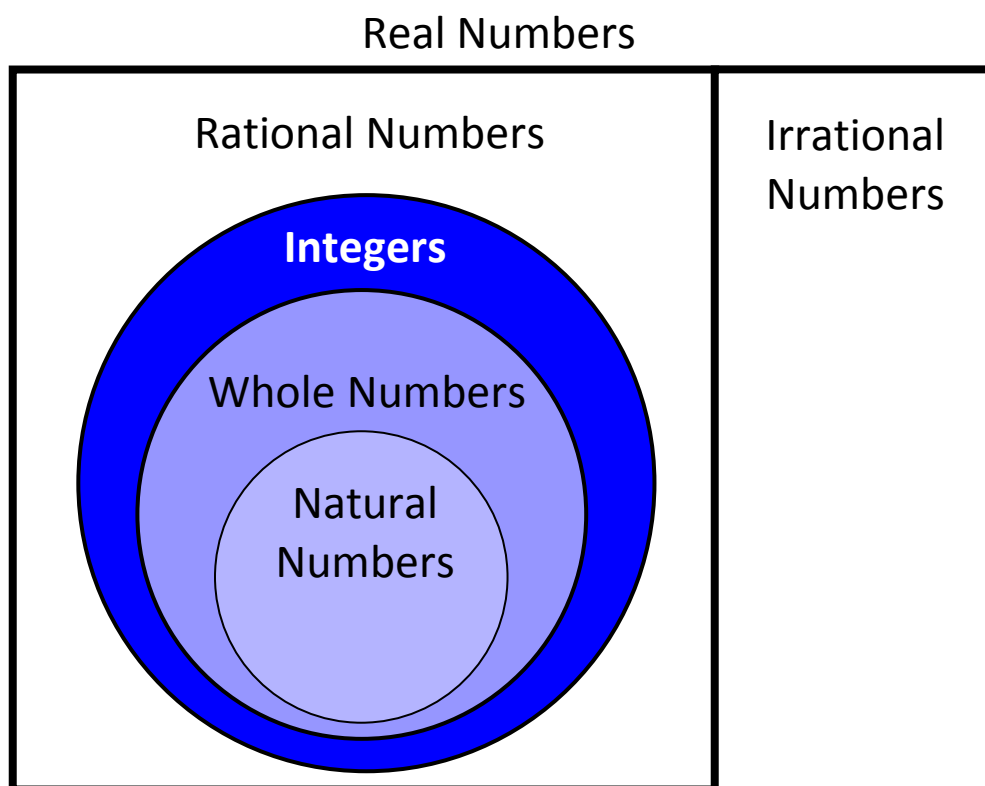 Real Numbers
Rational Numbers
Irrational
Numbers
Integers
Whole Numbers
Natural
Numbers